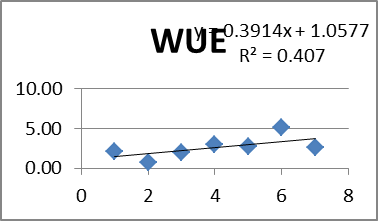 WUE
y = 0.3914x + 1.0577
R² = 0.407
10.00
5.00
0.00
0 2 4 6 8